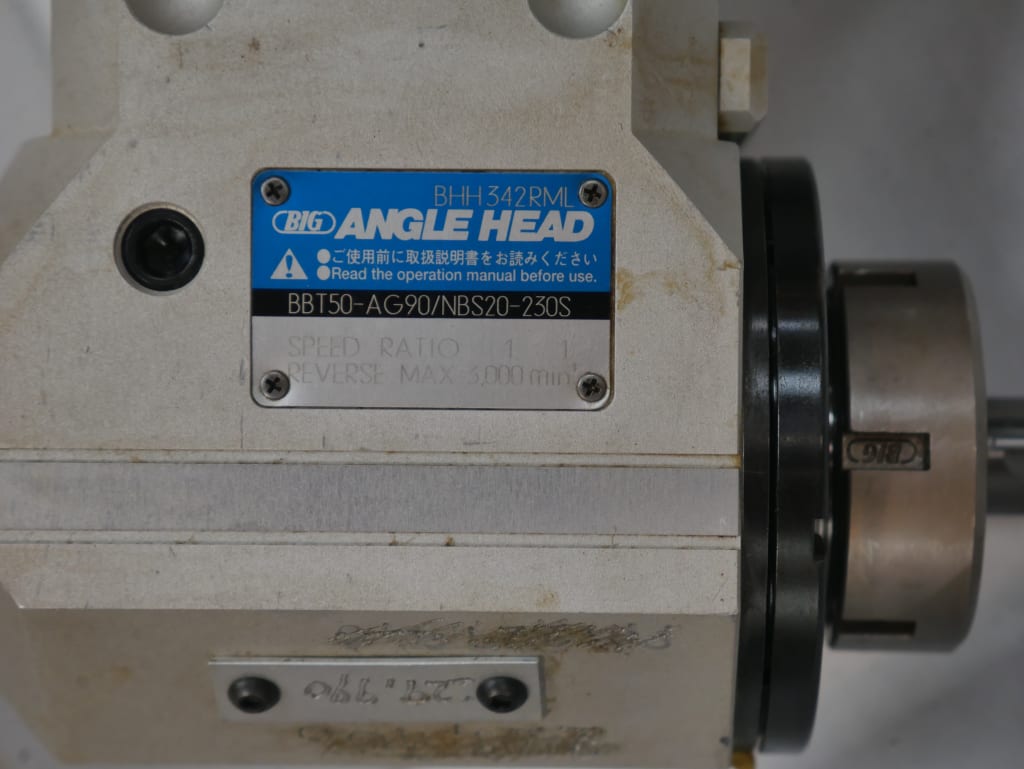 BHH342RML
BIG ANGLE HEAD
●ご使用前に取扱説明書をお読みください
●Read the operation manual before use.
BBT50-AG90/NBS20-230S
SPEED RATIO 1 1
REVERSE MAX 3,000 min⁻¹
BIG